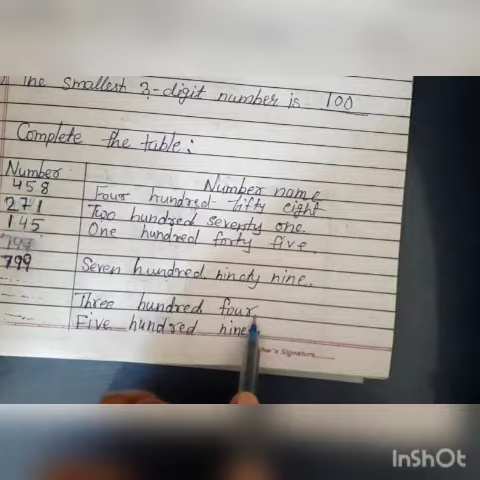 The smallest 3-digit number is 100
Complete the table:
Number Number name
458 Four hundred fifty eight
271 Two hundred seventy one.
145 One hundred forty five.
799
799 Seven hundred ninety nine.
Three hundred four
Five hundred nine
Signature
InShOt